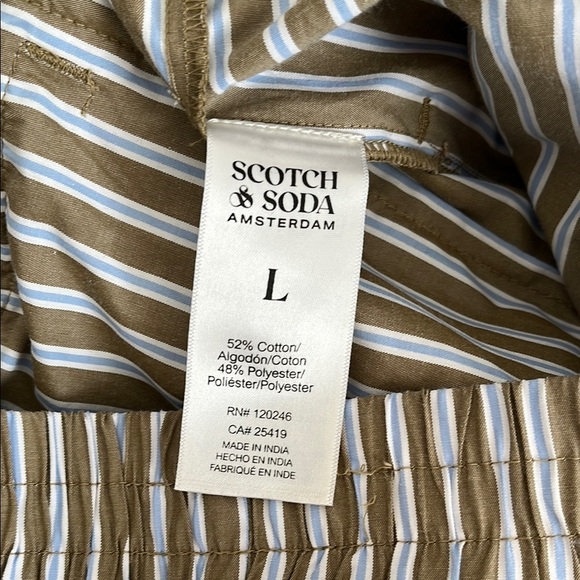 SCOTCH
& SODA
AMSTERDAM
L
52% Cotton/
Algodón/Coton
48% Polyester/
Poliéster/Polyester
RN# 120246
CA# 25419
MADE IN INDIA
HECHO EN INDIA
FABRIQUÉ EN INDE